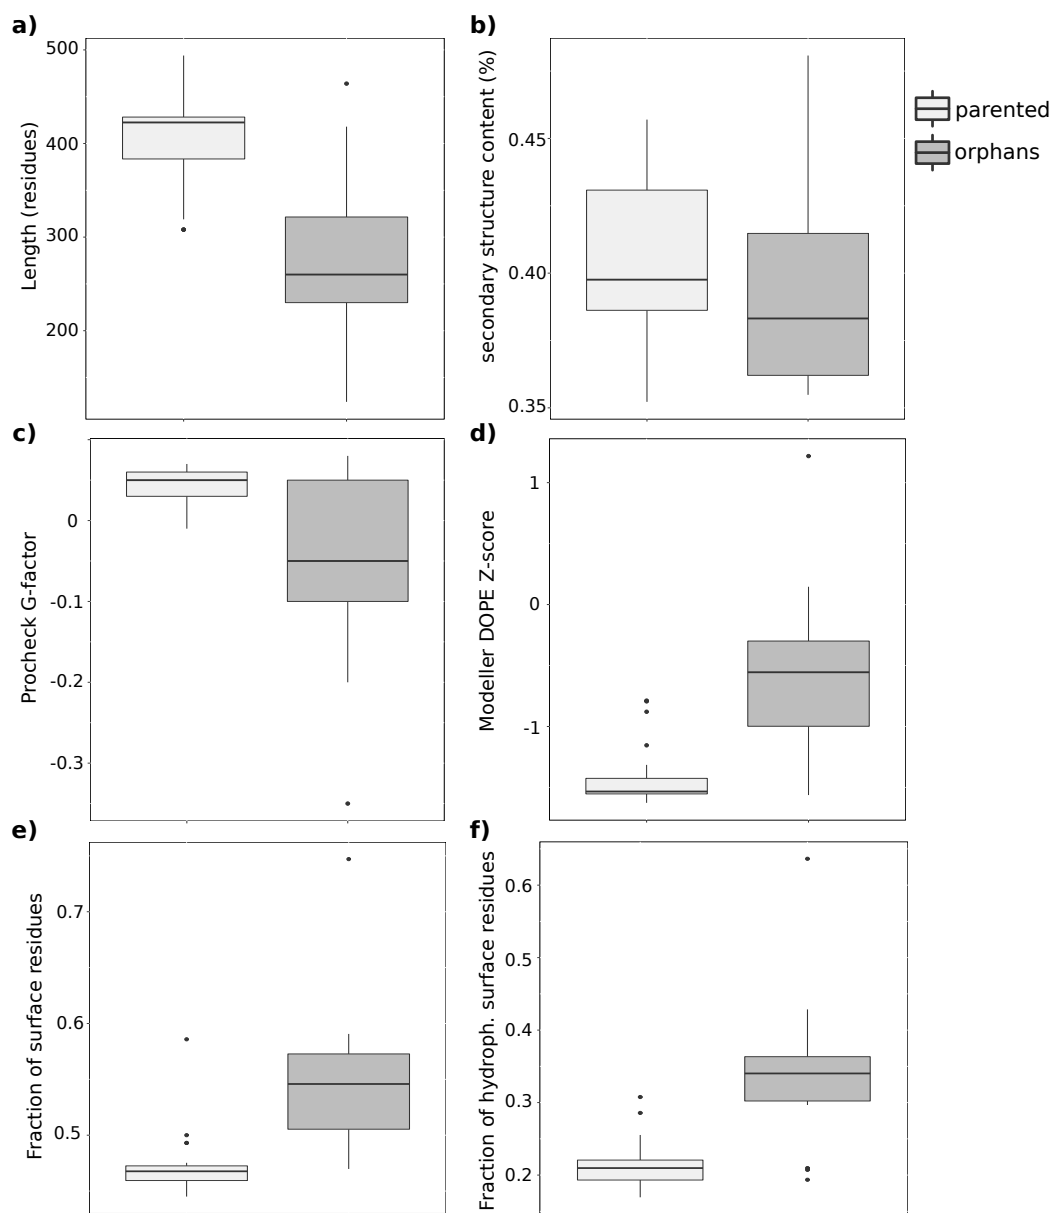 a)
Length (residues)
500
400
300
200
b)
secondary structure content (%)
0.45
0.40
0.35
parented
orphans
c)
Procheck G-factor
0
-0.1
-0.2
-0.3
d)
Modeller DOPE Z-score
1
0
-1
e)
Fraction of surface residues
0.7
0.6
0.5
f)
Fraction of hydroph. surface residues
0.6
0.5
0.4
0.3
0.2